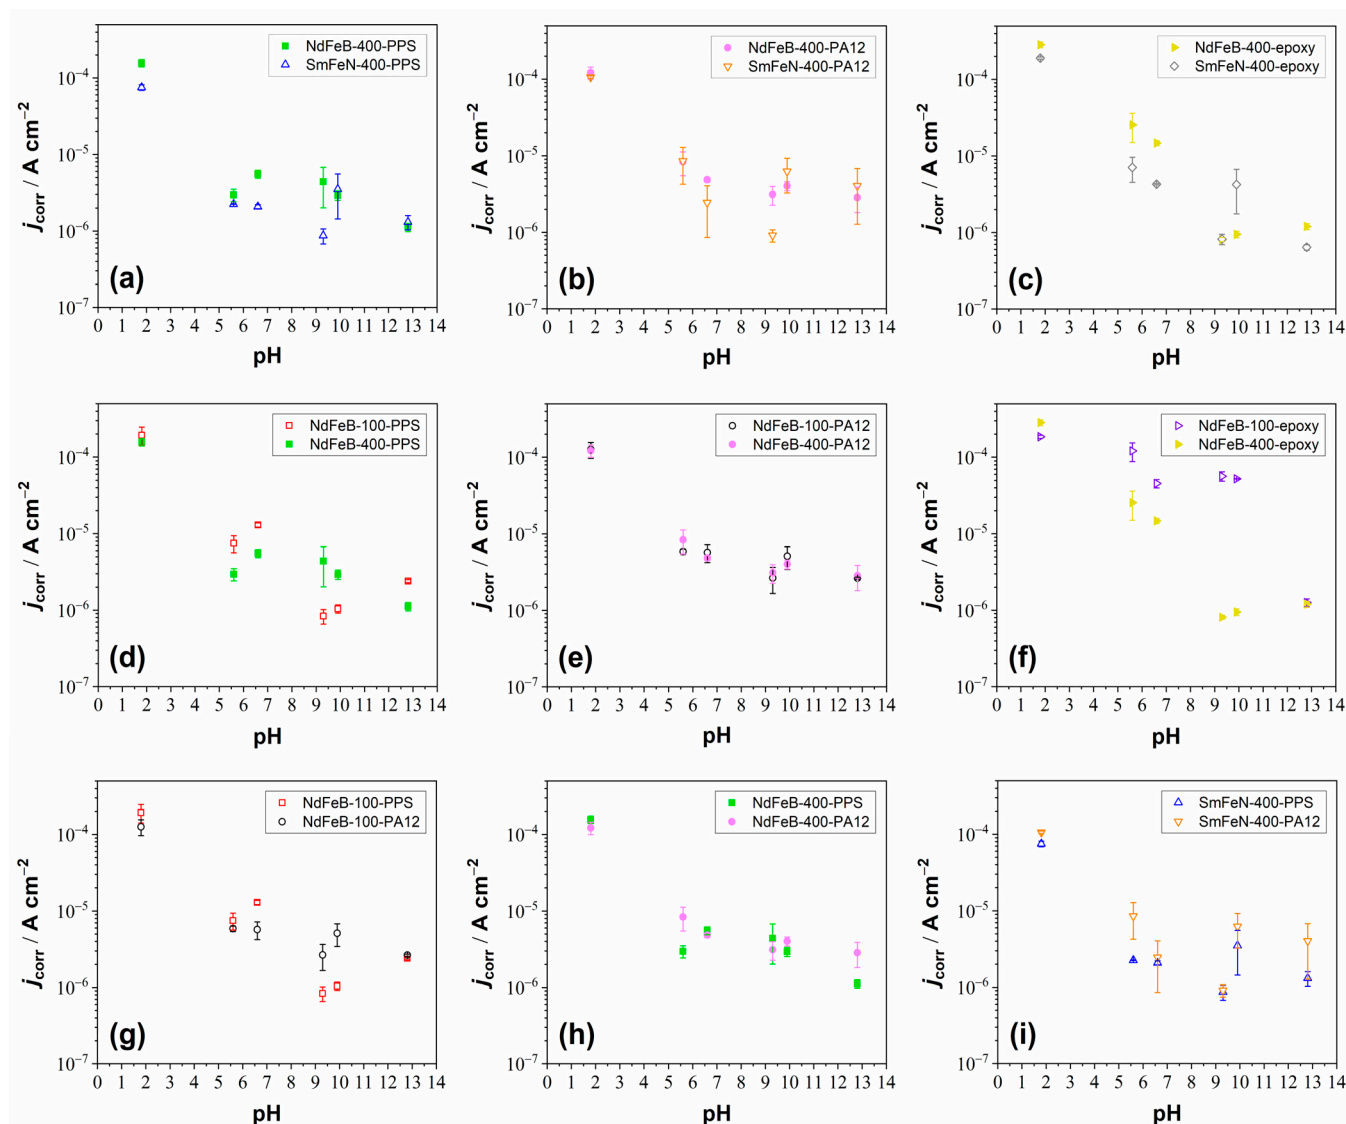 NdFeB-400-PPS
SmFeN-400-PPS
10⁻⁴
10⁻⁵
10⁻⁶
10⁻⁷
j_corr / A cm⁻²
(a)
0 1 2 3 4 5 6 7 8 9 10 11 12 13 14
pH
NdFeB-400-PA12
SmFeN-400-PA12
10⁻⁴
10⁻⁵
10⁻⁶
10⁻⁷
j_corr / A cm⁻²
(b)
0 1 2 3 4 5 6 7 8 9 10 11 12 13 14
pH
NdFeB-400-epoxy
SmFeN-400-epoxy
10⁻⁴
10⁻⁵
10⁻⁶
10⁻⁷
j_corr / A cm⁻²
(c)
0 1 2 3 4 5 6 7 8 9 10 11 12 13 14
pH
NdFeB-100-PPS
NdFeB-400-PPS
10⁻⁴
10⁻⁵
10⁻⁶
10⁻⁷
j_corr / A cm⁻²
(d)
0 1 2 3 4 5 6 7 8 9 10 11 12 13 14
pH
NdFeB-100-PA12
NdFeB-400-PA12
10⁻⁴
10⁻⁵
10⁻⁶
10⁻⁷
j_corr / A cm⁻²
(e)
0 1 2 3 4 5 6 7 8 9 10 11 12 13 14
pH
NdFeB-100-epoxy
NdFeB-400-epoxy
10⁻⁴
10⁻⁵
10⁻⁶
10⁻⁷
j_corr / A cm⁻²
(f)
0 1 2 3 4 5 6 7 8 9 10 11 12 13 14
pH
NdFeB-100-PPS
NdFeB-100-PA12
10⁻⁴
10⁻⁵
10⁻⁶
10⁻⁷
j_corr / A cm⁻²
(g)
0 1 2 3 4 5 6 7 8 9 10 11 12 13 14
pH
NdFeB-400-PPS
NdFeB-400-PA12
10⁻⁴
10⁻⁵
10⁻⁶
10⁻⁷
j_corr / A cm⁻²
(h)
0 1 2 3 4 5 6 7 8 9 10 11 12 13 14
pH
SmFeN-400-PPS
SmFeN-400-PA12
10⁻⁴
10⁻⁵
10⁻⁶
10⁻⁷
j_corr / A cm⁻²
(i)
0 1 2 3 4 5 6 7 8 9 10 11 12 13 14
pH